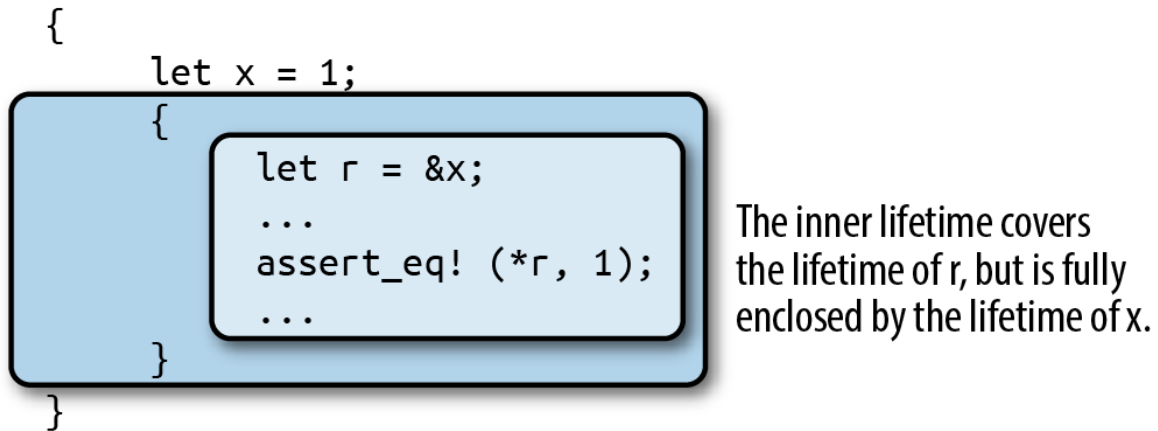 {
let x = 1;
{
let r = &x;
...
assert_eq! (*r, 1);
...
}
}
The inner lifetime covers
the lifetime of r, but is fully
enclosed by the lifetime of x.